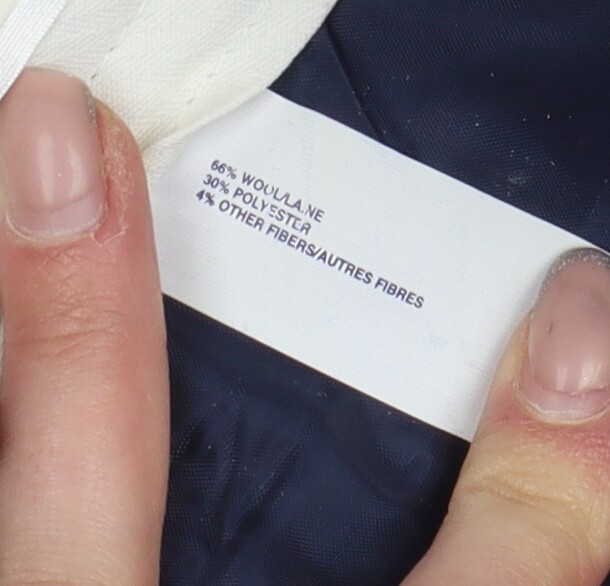 66% WOOL/LAINE
30% POLYESTER
4% OTHER FIBERS/AUTRES FIBRES